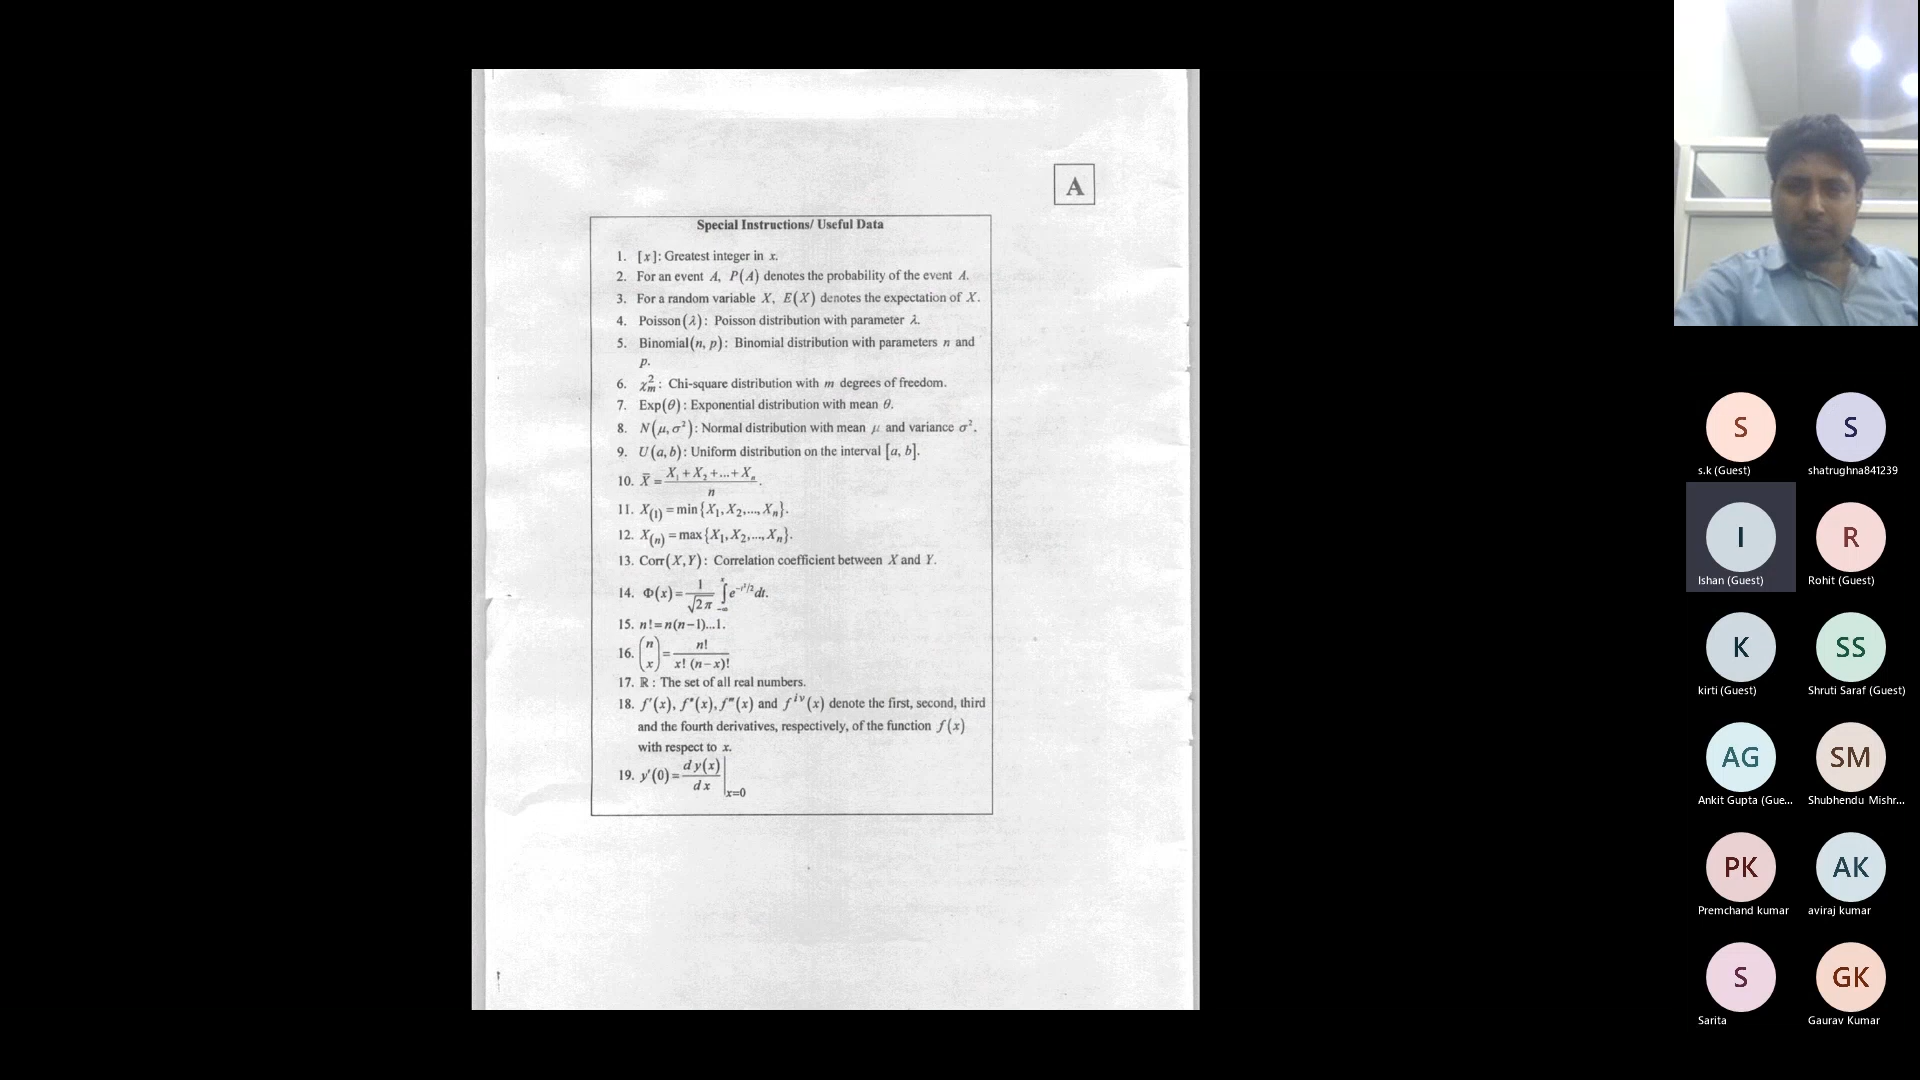 A
Special Instructions/ Useful Data
1. [x]: Greatest integer in x.
2. For an event A, P(A) denotes the probability of the event A.
3. For a random variable X, E(X) denotes the expectation of X.
4. Poisson(λ): Poisson distribution with parameter λ.
5. Binomial(n, p): Binomial distribution with parameters n and
p.
6. χ²ₘ: Chi-square distribution with m degrees of freedom.
7. Exp(θ): Exponential distribution with mean θ.
8. N(μ, σ²): Normal distribution with mean μ and variance σ².
9. U(a, b): Uniform distribution on the interval [a, b].
10. X̄ = (X₁ + X₂ + ... + Xₙ)/n.
11. X₍₁₎ = min{X₁, X₂, ..., Xₙ}.
12. X₍ₙ₎ = max{X₁, X₂, ..., Xₙ}.
13. Corr(X, Y): Correlation coefficient between X and Y.
14. Φ(x) = 1/√2π ∫_{-∞}^{x} e^{-t²/2} dt.
15. n! = n(n−1)...1.
16. (n x) = n!/(x! (n−x)!)
17. ℝ: The set of all real numbers.
18. f′(x), f″(x), f‴(x) and f^{iv}(x) denote the first, second, third
and the fourth derivatives, respectively, of the function f(x)
with respect to x.
19. y′(0) = dy(x)/dx |x=0
S S
s.k (Guest) shatrughna841239
I R
Ishan (Guest) Rohit (Guest)
K SS
kirti (Guest) Shruti Saraf (Guest)
AG SM
Ankit Gupta (Gue... Shubhendu Mishr...
PK AK
Premchand kumar aviraj kumar
S GK
Sarita Gaurav Kumar